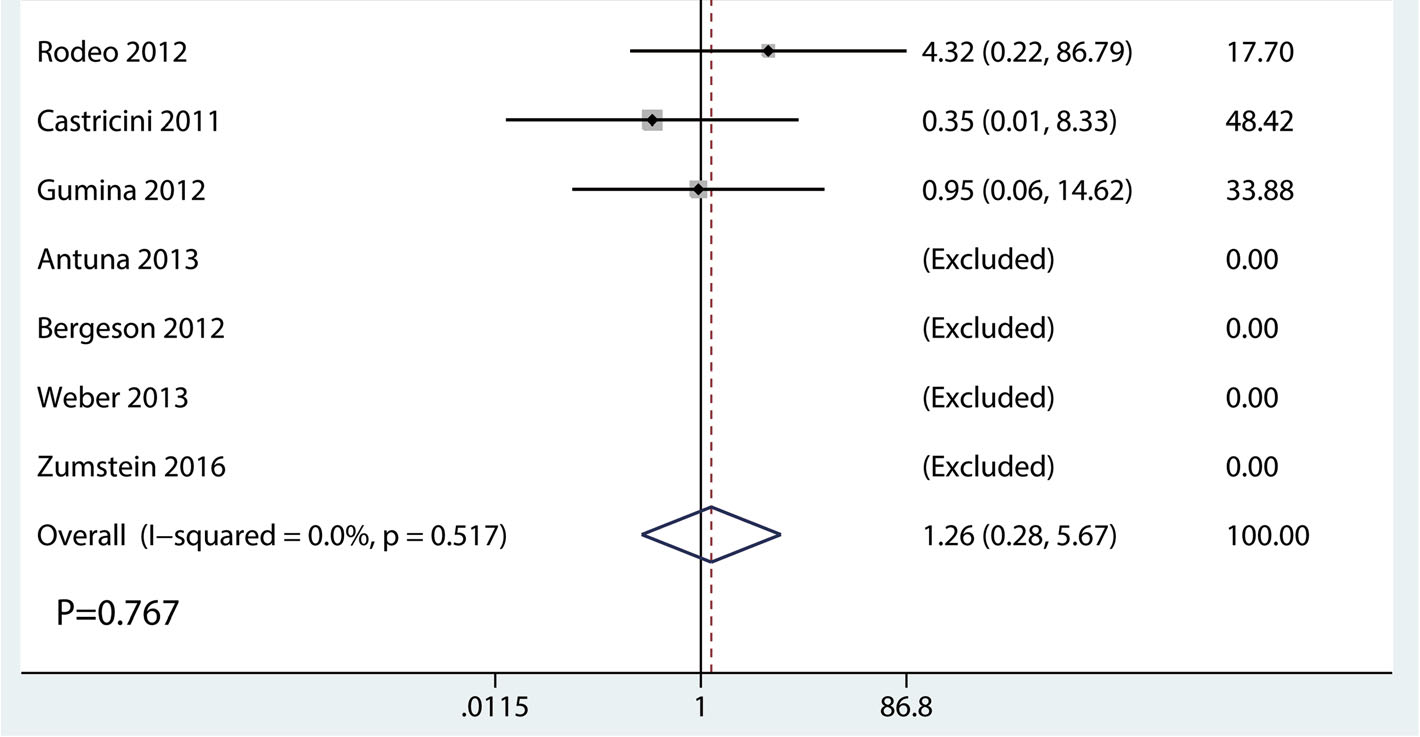 Rodeo 2012 4.32 (0.22, 86.79) 17.70
Castricini 2011 0.35 (0.01, 8.33) 48.42
Gumina 2012 0.95 (0.06, 14.62) 33.88
Antuna 2013 (Excluded) 0.00
Bergeson 2012 (Excluded) 0.00
Weber 2013 (Excluded) 0.00
Zumstein 2016 (Excluded) 0.00
Overall (I−squared = 0.0%, p = 0.517) 1.26 (0.28, 5.67) 100.00
P=0.767
.0115 1 86.8